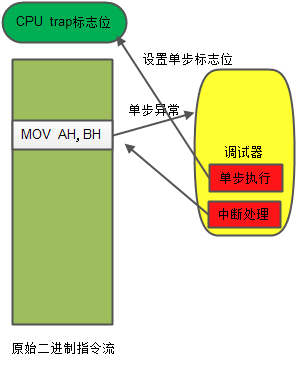 CPU trap标志位
设置单步标志位
单步异常
MOV AH, BH
调试器
单步执行
中断处理
原始二进制指令流